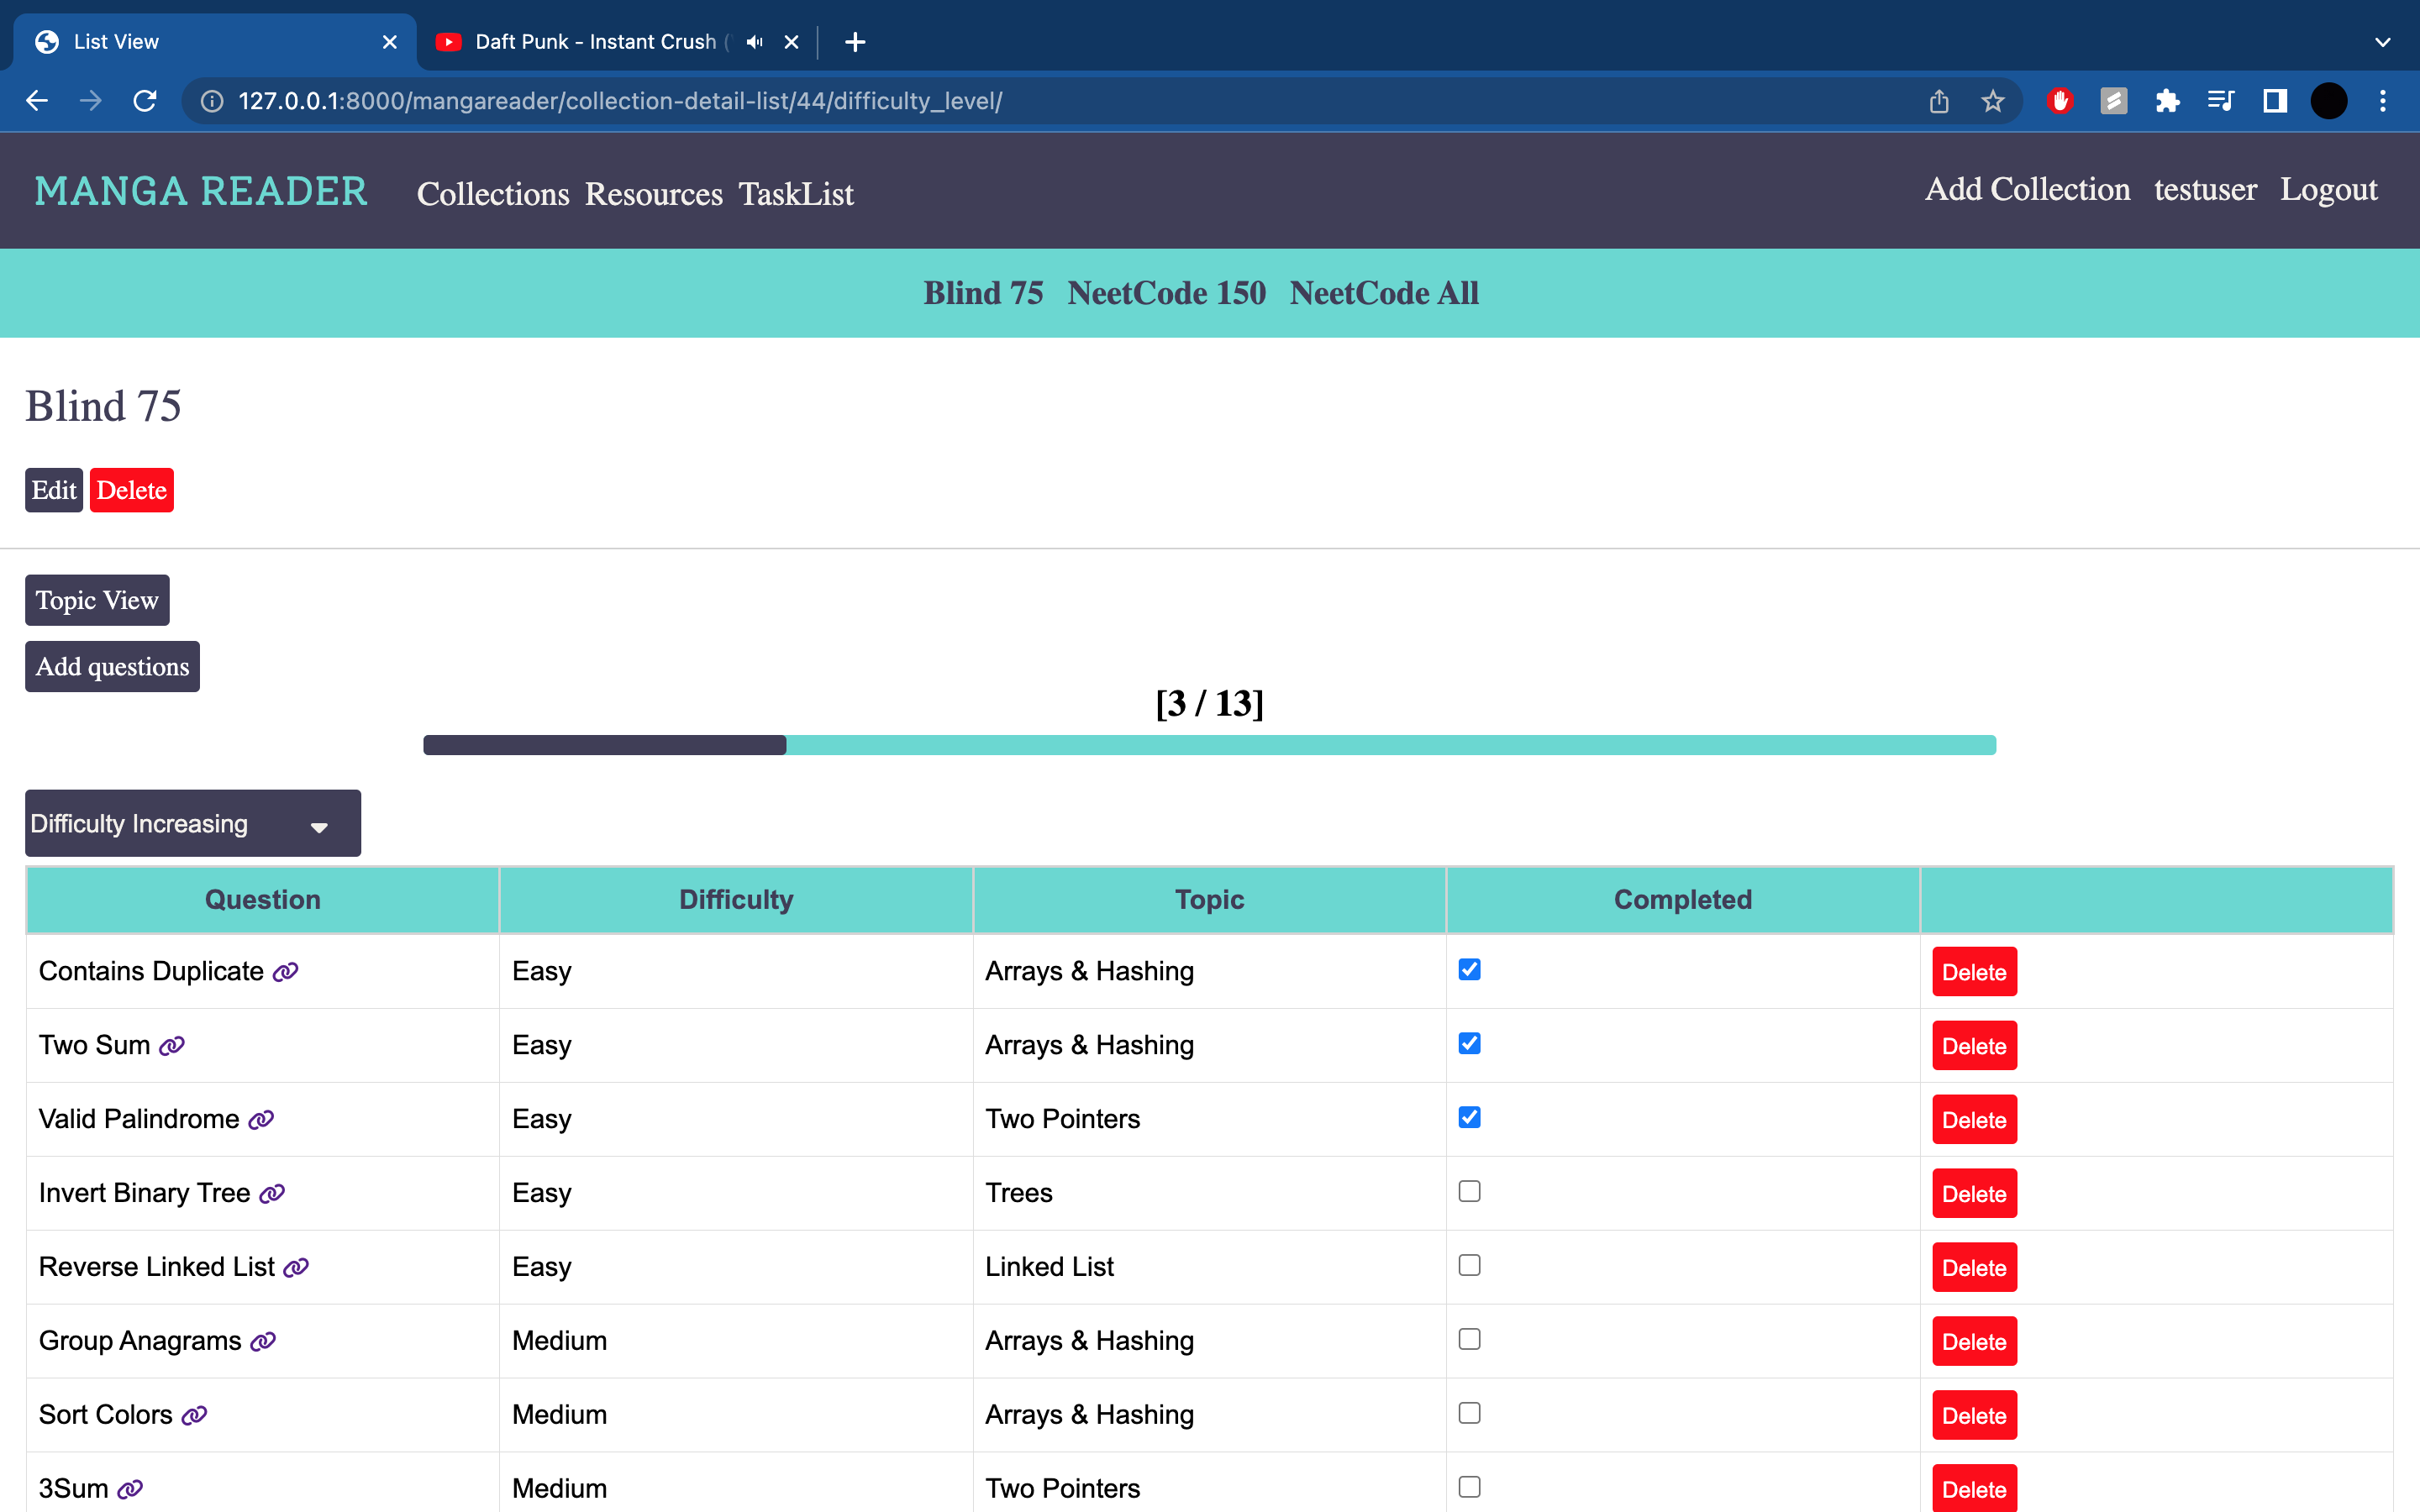 List View
Daft Punk - Instant Crush (
127.0.0.1:8000/mangareader/collection-detail-list/44/difficulty_level/
MANGA READER Collections Resources TaskList Add Collection testuser Logout
Blind 75 NeetCode 150 NeetCode All
Blind 75
Edit Delete
Topic View
Add questions
[3 / 13]
Difficulty Increasing
Question Difficulty Topic Completed
Contains Duplicate Easy Arrays & Hashing Delete
Two Sum Easy Arrays & Hashing Delete
Valid Palindrome Easy Two Pointers Delete
Invert Binary Tree Easy Trees Delete
Reverse Linked List Easy Linked List Delete
Group Anagrams Medium Arrays & Hashing Delete
Sort Colors Medium Arrays & Hashing Delete
3Sum Medium Two Pointers Delete